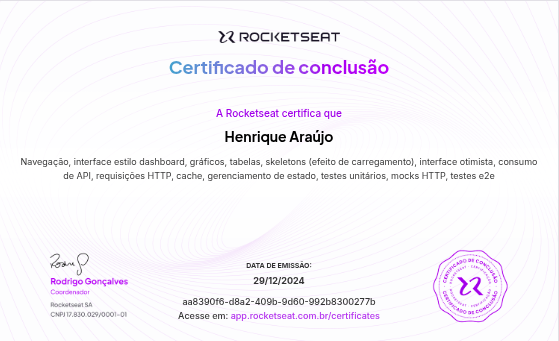 ROCKETSEAT
Certificado de conclusão
A Rocketseat certifica que
Henrique Araújo
Navegação, interface estilo dashboard, gráficos, tabelas, skeletons (efeito de carregamento), interface otimista, consumo
de API, requisições HTTP, cache, gerenciamento de estado, testes unitários, mocks HTTP, testes e2e
Rodrigo Gonçalves
Coordenador
Rocketseat SA
CNPJ 17.830.029/0001-01
DATA DE EMISSÃO:
29/12/2024
aa8390f6-d8a2-409b-9d60-992b8300277b
Acesse em: app.rocketseat.com.br/certificates
CERTIFICADO DE CONCLUSÃO
CERTIFICADO DE CONCLUSÃO